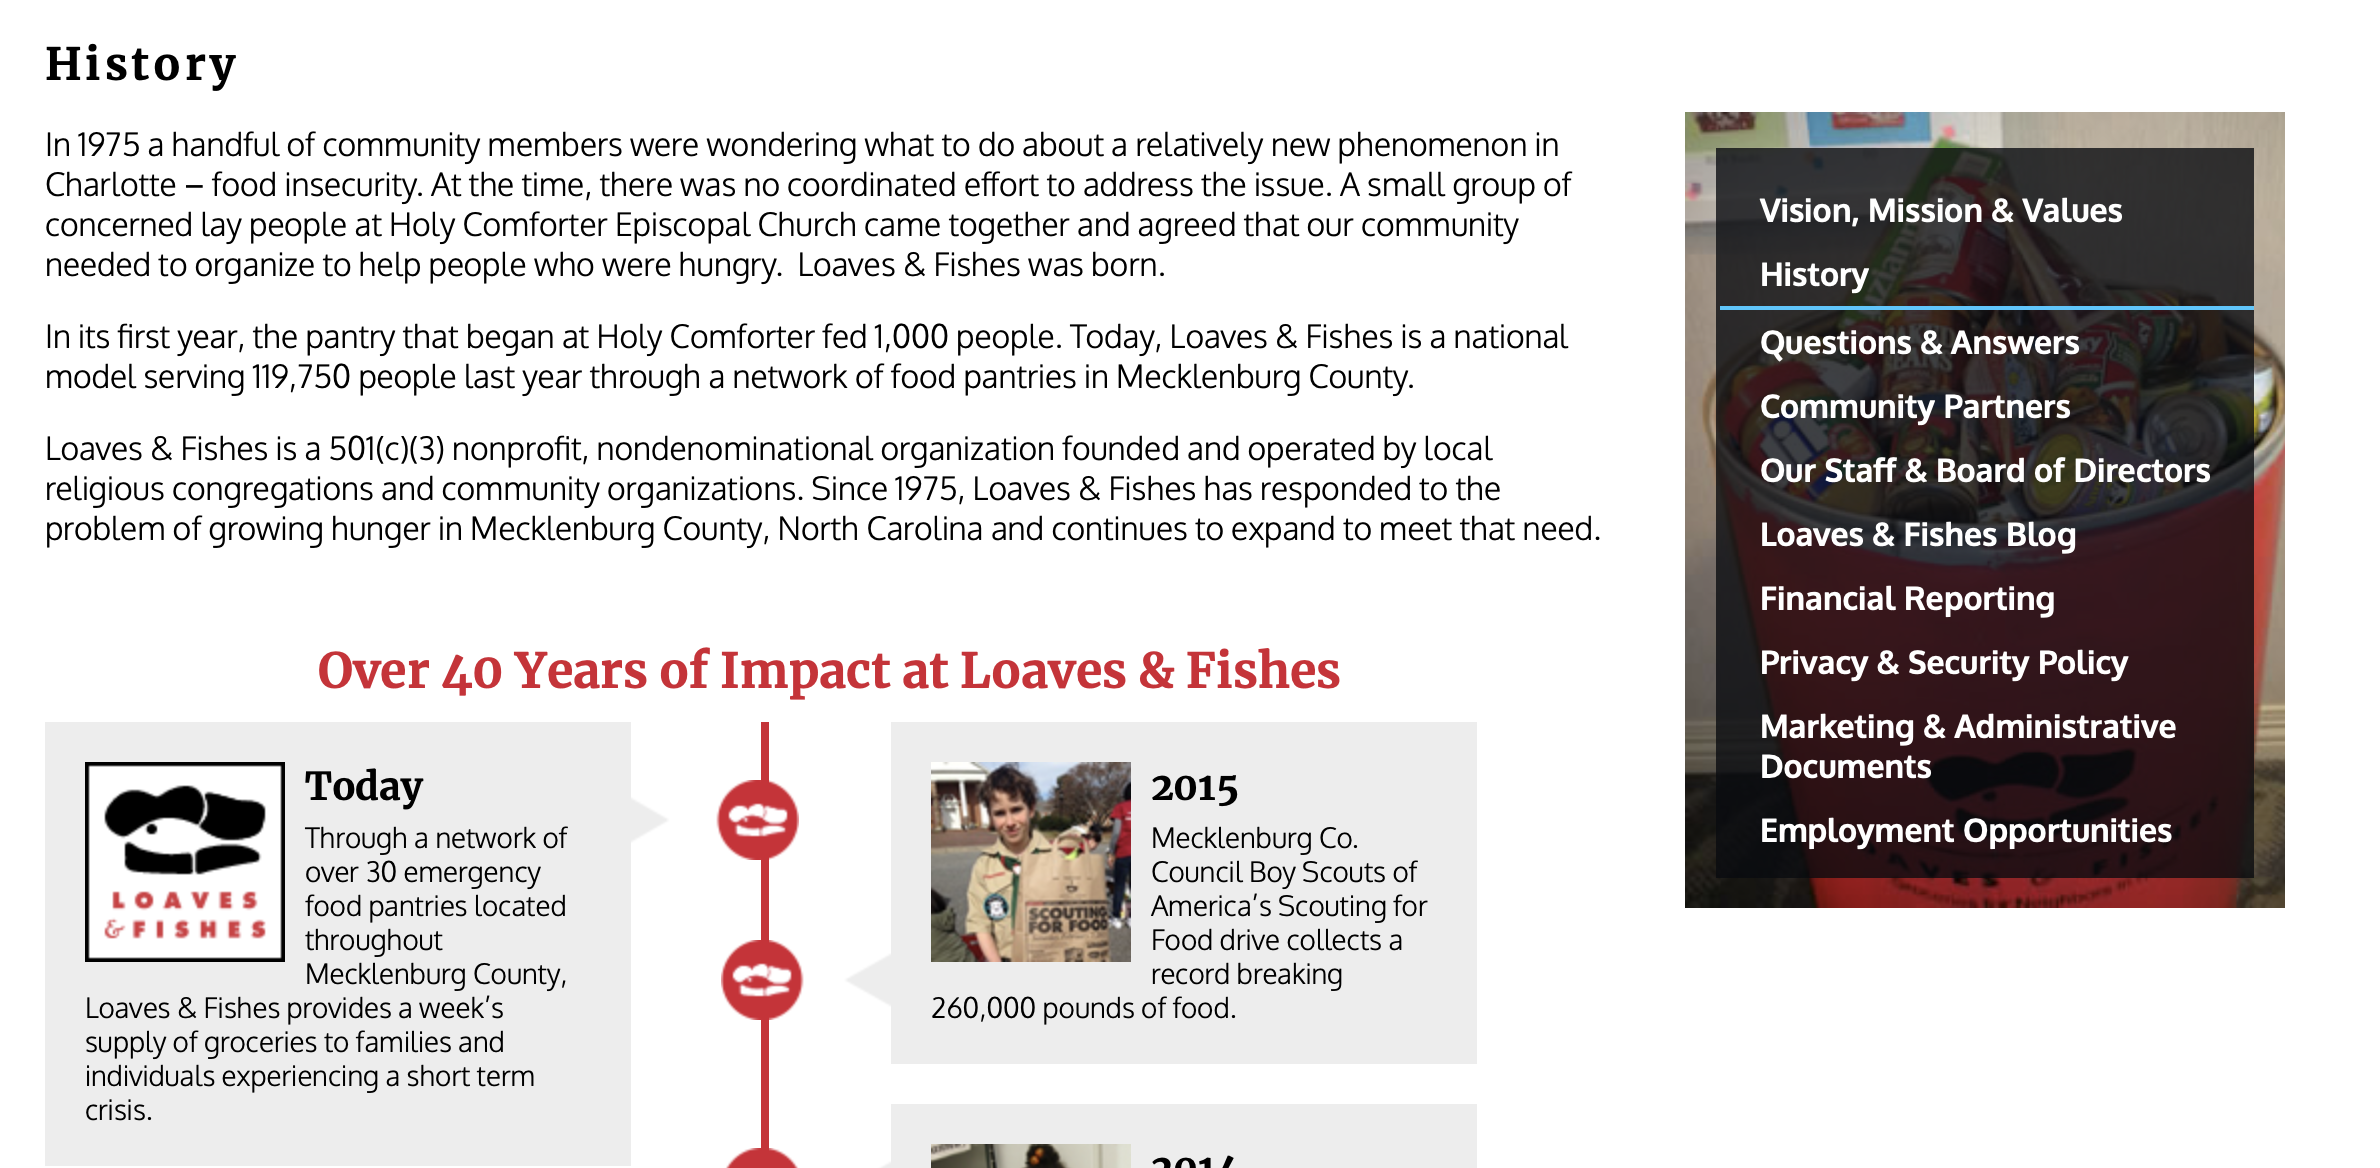 History
In 1975 a handful of community members were wondering what to do about a relatively new phenomenon in
Charlotte – food insecurity. At the time, there was no coordinated effort to address the issue. A small group of
concerned lay people at Holy Comforter Episcopal Church came together and agreed that our community
needed to organize to help people who were hungry.  Loaves & Fishes was born.
In its first year, the pantry that began at Holy Comforter fed 1,000 people. Today, Loaves & Fishes is a national
model serving 119,750 people last year through a network of food pantries in Mecklenburg County.
Loaves & Fishes is a 501(c)(3) nonprofit, nondenominational organization founded and operated by local
religious congregations and community organizations. Since 1975, Loaves & Fishes has responded to the
problem of growing hunger in Mecklenburg County, North Carolina and continues to expand to meet that need.
Over 40 Years of Impact at Loaves & Fishes
LOAVES
& FISHES
Today
Through a network of
over 30 emergency
food pantries located
throughout
Mecklenburg County,
Loaves & Fishes provides a week's
supply of groceries to families and
individuals experiencing a short term
crisis.
SCOUTING
FOR FOOD
2015
Mecklenburg Co.
Council Boy Scouts of
America's Scouting for
Food drive collects a
record breaking
260,000 pounds of food.
2014
Vision, Mission & Values
History
Questions & Answers
Community Partners
Our Staff & Board of Directors
Loaves & Fishes Blog
Financial Reporting
Privacy & Security Policy
Marketing & Administrative
Documents
Employment Opportunities